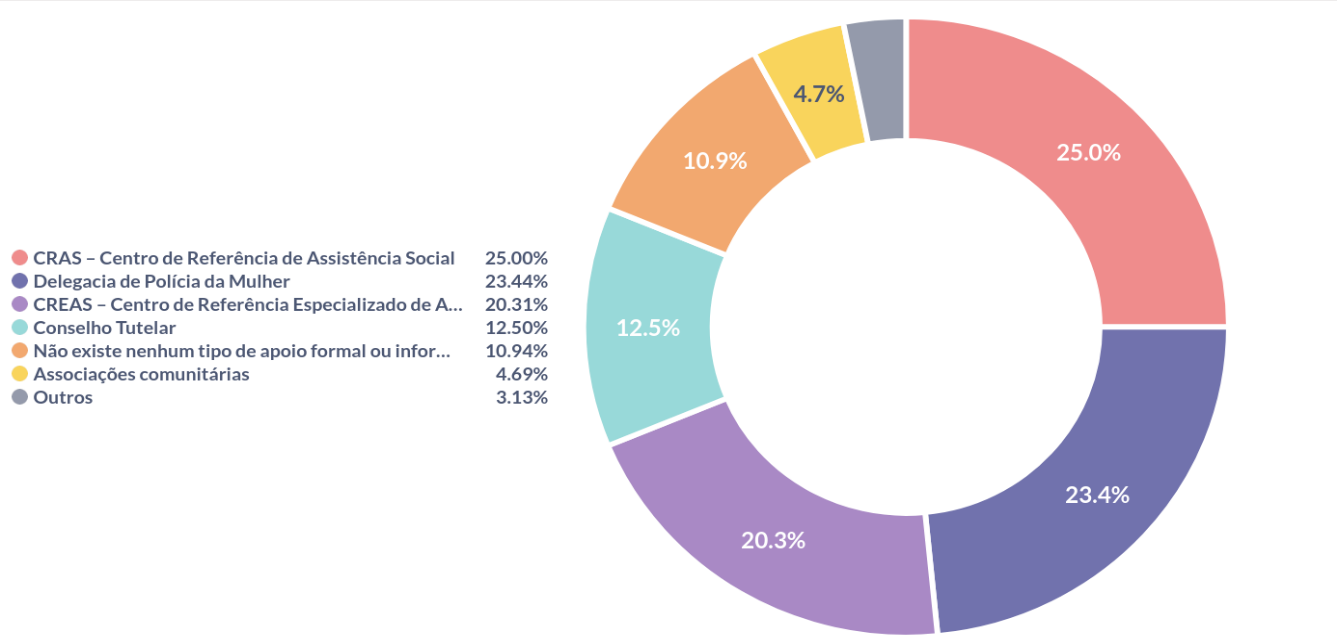 CRAS – Centro de Referência de Assistência Social 25.00%
Delegacia de Polícia da Mulher 23.44%
CREAS – Centro de Referência Especializado de A... 20.31%
Conselho Tutelar 12.50%
Não existe nenhum tipo de apoio formal ou infor... 10.94%
Associações comunitárias 4.69%
Outros 3.13%
4.7%
25.0%
10.9%
12.5%
23.4%
20.3%